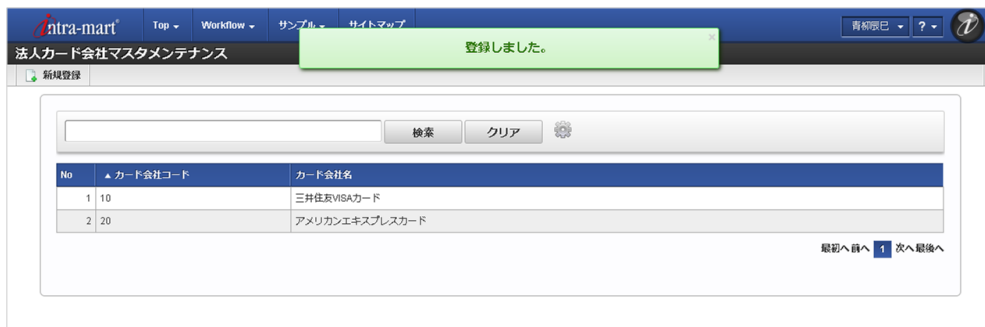 intra-mart Top Workflow サンプル サイトマップ 青柳辰巳 ?
登録しました。 ×
法人カード会社マスタメンテナンス
新規登録
検索 クリア
No ▲カード会社コード カード会社名
1 10 三井住友VISAカード
2 20 アメリカンエキスプレスカード
最初へ 前へ 1 次へ 最後へ